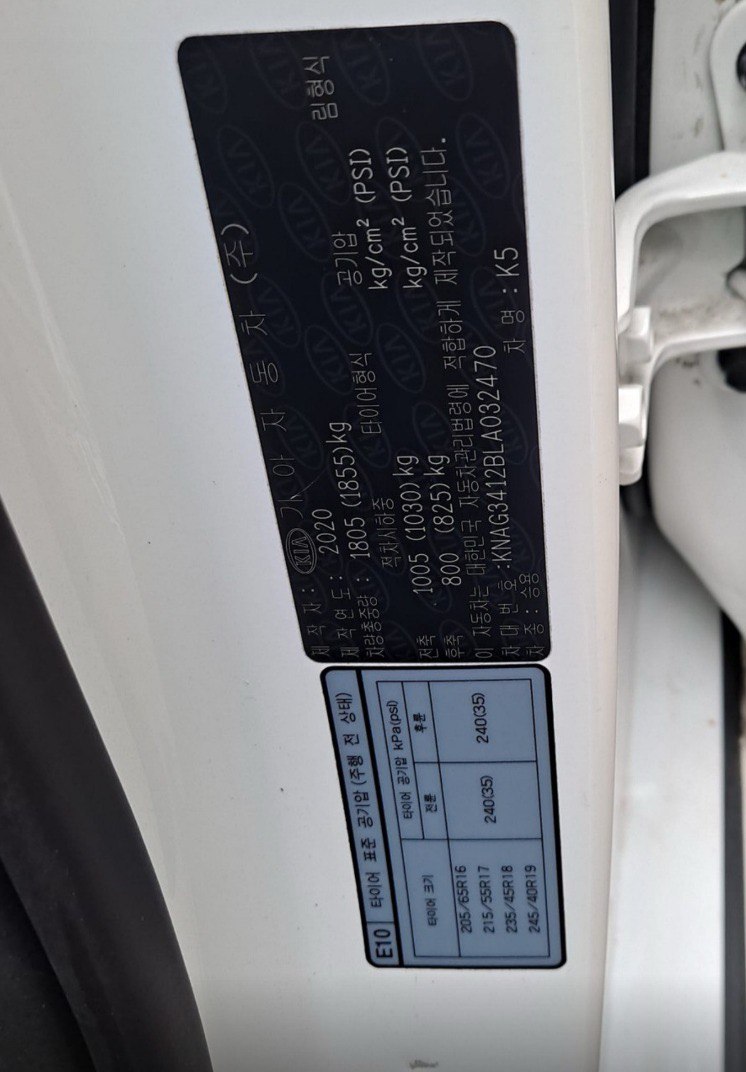 제작자: KIA 기아자동차(주)
제작연도: 2020
차량총중량: 1805 (1855)kg
적차시하중 타이어형식 공기압 림형식
전축 1005 (1030)kg kg/cm² (PSI)
후축 800 (825)kg kg/cm² (PSI)
이 자동차는 대한민국 자동차관리법령에 적합하게 제작되었습니다.
차대번호:KNAG3412BLA032470
차종:승용 차명:K5
E10 타이어 표준 공기압 (주행 전 상태)
타이어 크기 타이어 공기압 kPa(psi)
전륜 후륜
205/65R16
215/55R17
235/45R18
245/40R19
240(35) 240(35)